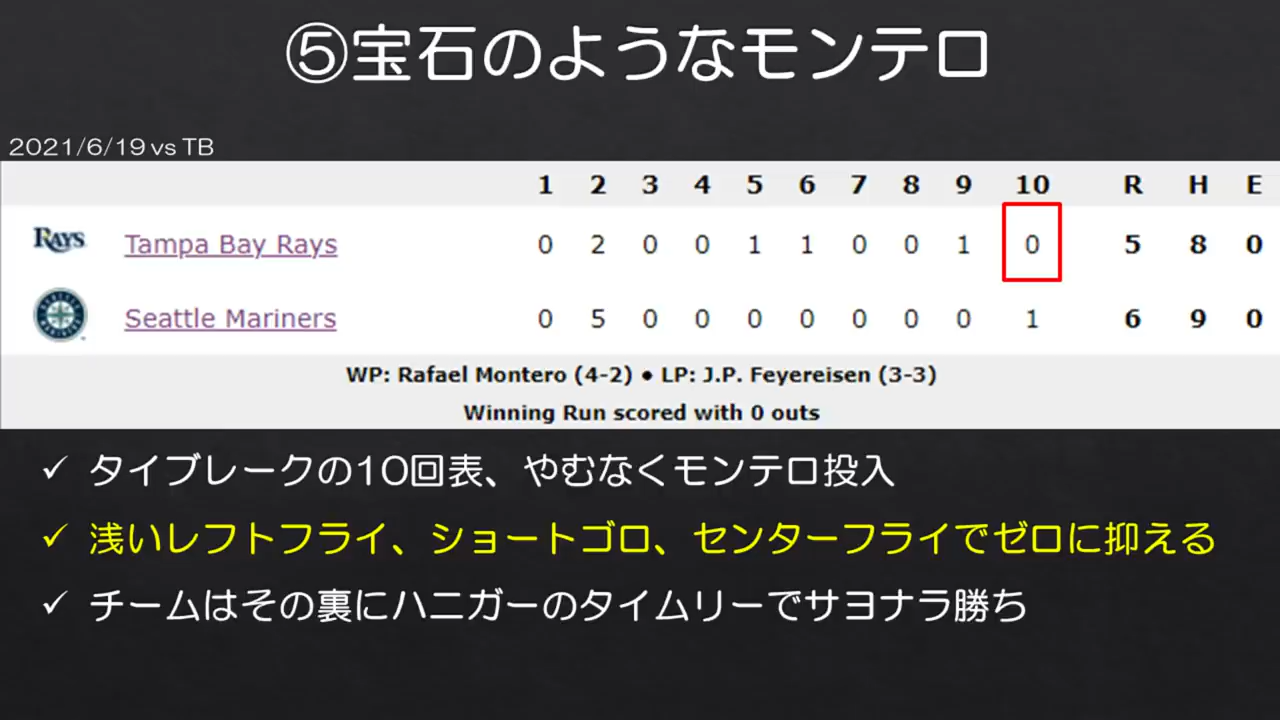 ⑤宝石のようなモンテロ
2021/6/19 vs TB
1 2 3 4 5 6 7 8 9 10 R H E
RAYS Tampa Bay Rays 0 2 0 0 1 1 0 0 1 0 5 8 0
Seattle Mariners 0 5 0 0 0 0 0 0 0 1 6 9 0
WP: Rafael Montero (4-2) ● LP: J.P. Feyereisen (3-3)
Winning Run scored with 0 outs
✓ タイブレークの10回表、やむなくモンテロ投入
✓ 浅いレフトフライ、ショートゴロ、センターフライでゼロに抑える
✓ チームはその裏にハニガーのタイムリーでサヨナラ勝ち